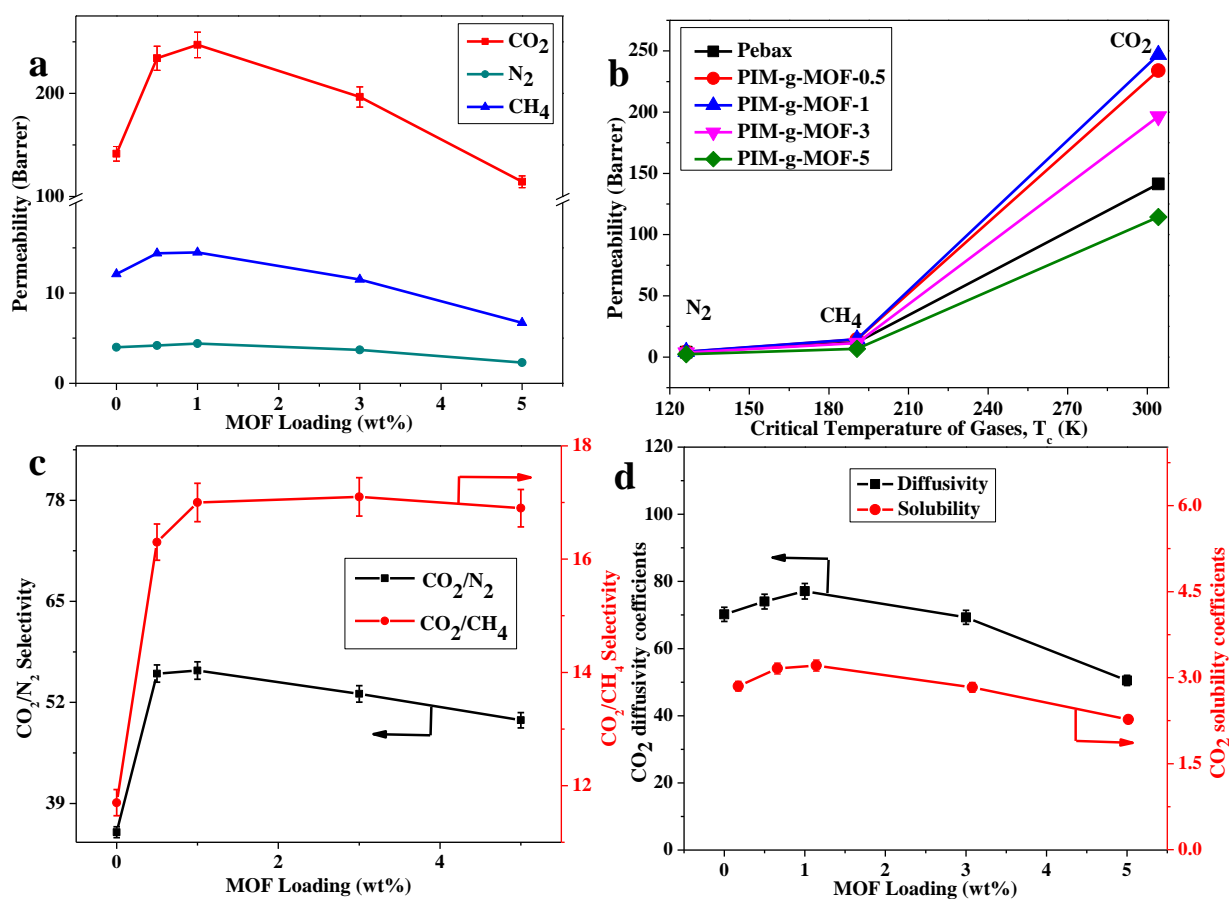 a
CO2
N2
CH4
200
100
10
0
Permeability (Barrer)
0 1 2 3 4 5
MOF Loading (wt%)
b
Pebax
PIM-g-MOF-0.5
PIM-g-MOF-1
PIM-g-MOF-3
PIM-g-MOF-5
CO2
N2
CH4
250
225
200
175
150
125
100
75
50
25
0
Permeability (Barrer)
120 150 180 210 240 270 300
Critical Temperature of Gases, Tc (K)
c
CO2/N2
CO2/CH4
78
65
52
39
CO2/N2 Selectivity
18
16
14
12
CO2/CH4 Selectivity
0 2 4
MOF Loading (wt%)
d
Diffusivity
Solubility
120
100
80
60
40
20
0
CO2 diffusivity coefficients
6.0
4.5
3.0
1.5
0.0
CO2 solubility coefficients
0 1 2 3 4 5
MOF Loading (wt%)